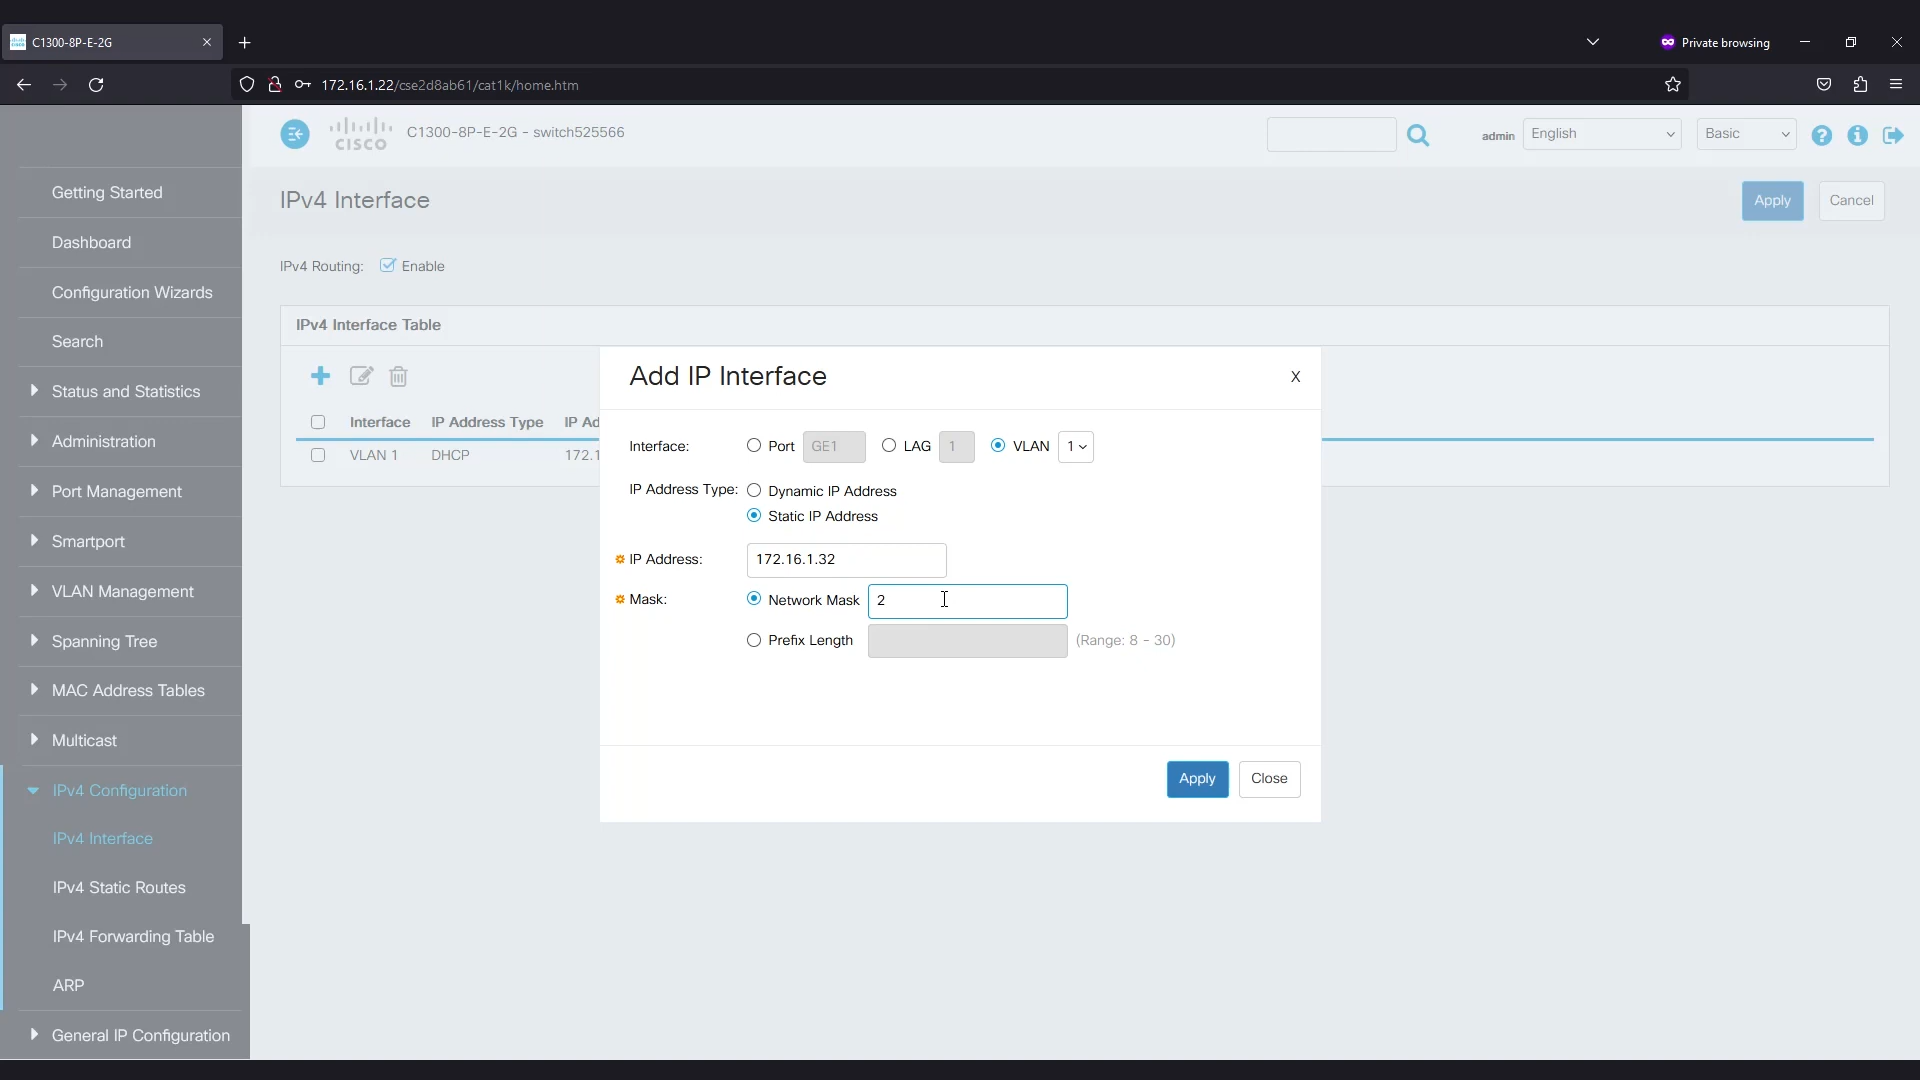 C1300-8P-E-2G
Private browsing
172.16.1.22/cse2d8ab61/cat1k/home.htm
CISCO
C1300-8P-E-2G - switch525566
admin
English
Basic
IPv4 Interface
Apply
Cancel
Getting Started
Dashboard
Configuration Wizards
Search
Status and Statistics
Administration
Port Management
Smartport
VLAN Management
Spanning Tree
MAC Address Tables
Multicast
IPv4 Configuration
IPv4 Interface
IPv4 Static Routes
IPv4 Forwarding Table
ARP
General IP Configuration
IPv4 Routing: Enable
IPv4 Interface Table
Interface IP Address Type IP Ad
VLAN 1 DHCP 172.1
Add IP Interface
X
Interface: Port GE1 LAG 1 VLAN 1
IP Address Type: Dynamic IP Address
Static IP Address
IP Address: 172.16.1.32
Mask: Network Mask 2
Prefix Length (Range: 8 - 30)
Apply
Close